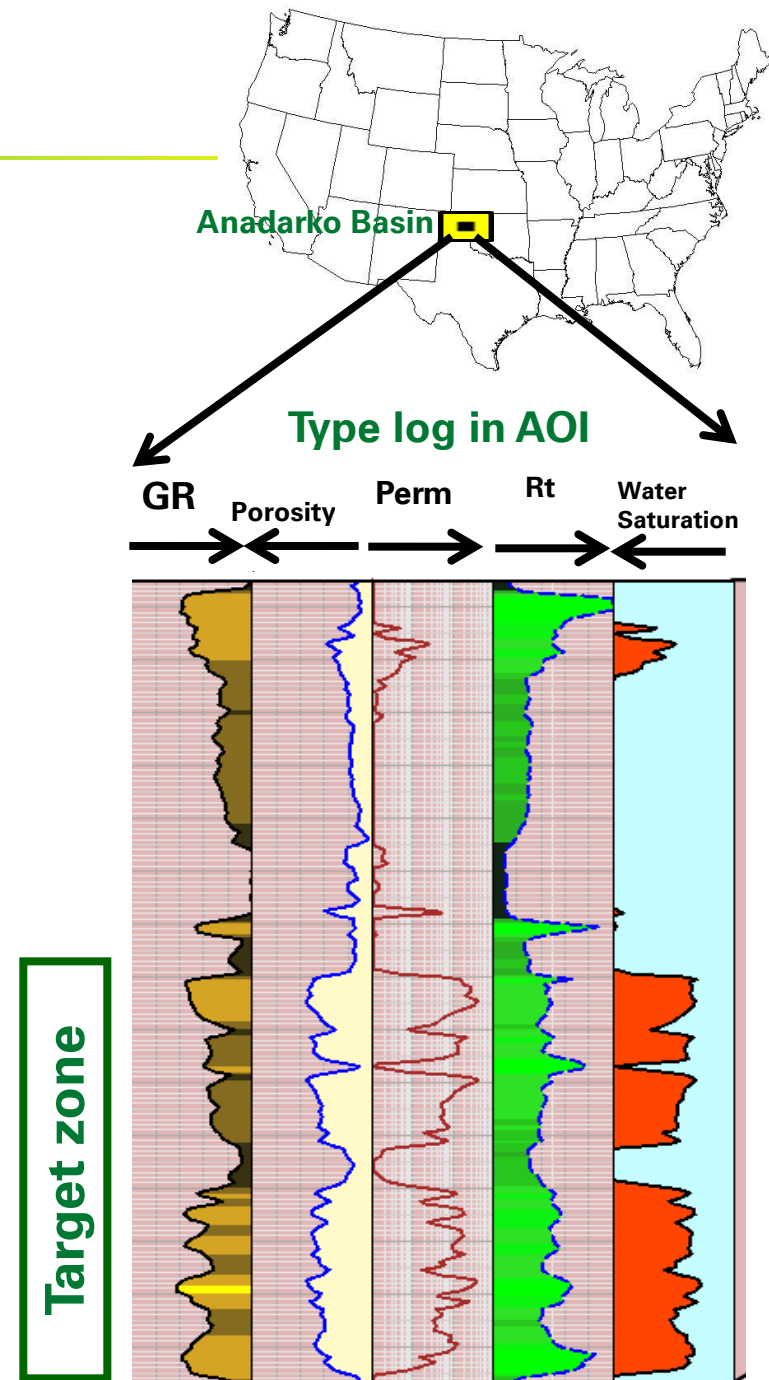 Anadarko Basin
Type log in AOI
GR
Porosity
Perm
Rt
Water
Saturation
Target zone